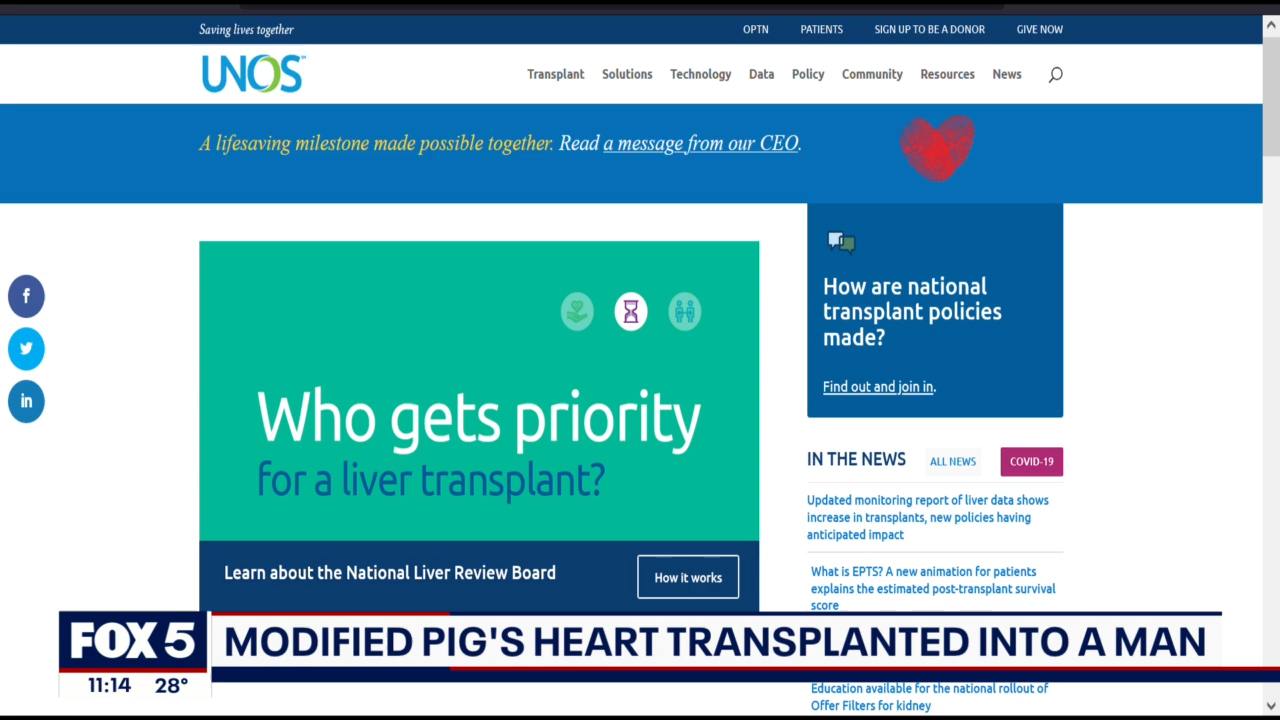 Saving lives together
OPTN PATIENTS SIGN UP TO BE A DONOR GIVE NOW
UNOS
Transplant Solutions Technology Data Policy Community Resources News
A lifesaving milestone made possible together. Read a message from our CEO.
How are national
transplant policies
made?
Find out and join in.
Who gets priority
for a liver transplant?
Learn about the National Liver Review Board
How it works
IN THE NEWS ALL NEWS COVID-19
Updated monitoring report of liver data shows
increase in transplants, new policies having
anticipated impact
What is EPTS? A new animation for patients
explains the estimated post-transplant survival
score
FOX 5
MODIFIED PIG'S HEART TRANSPLANTED INTO A MAN
11:14 28°
Education available for the national rollout of
Offer Filters for kidney